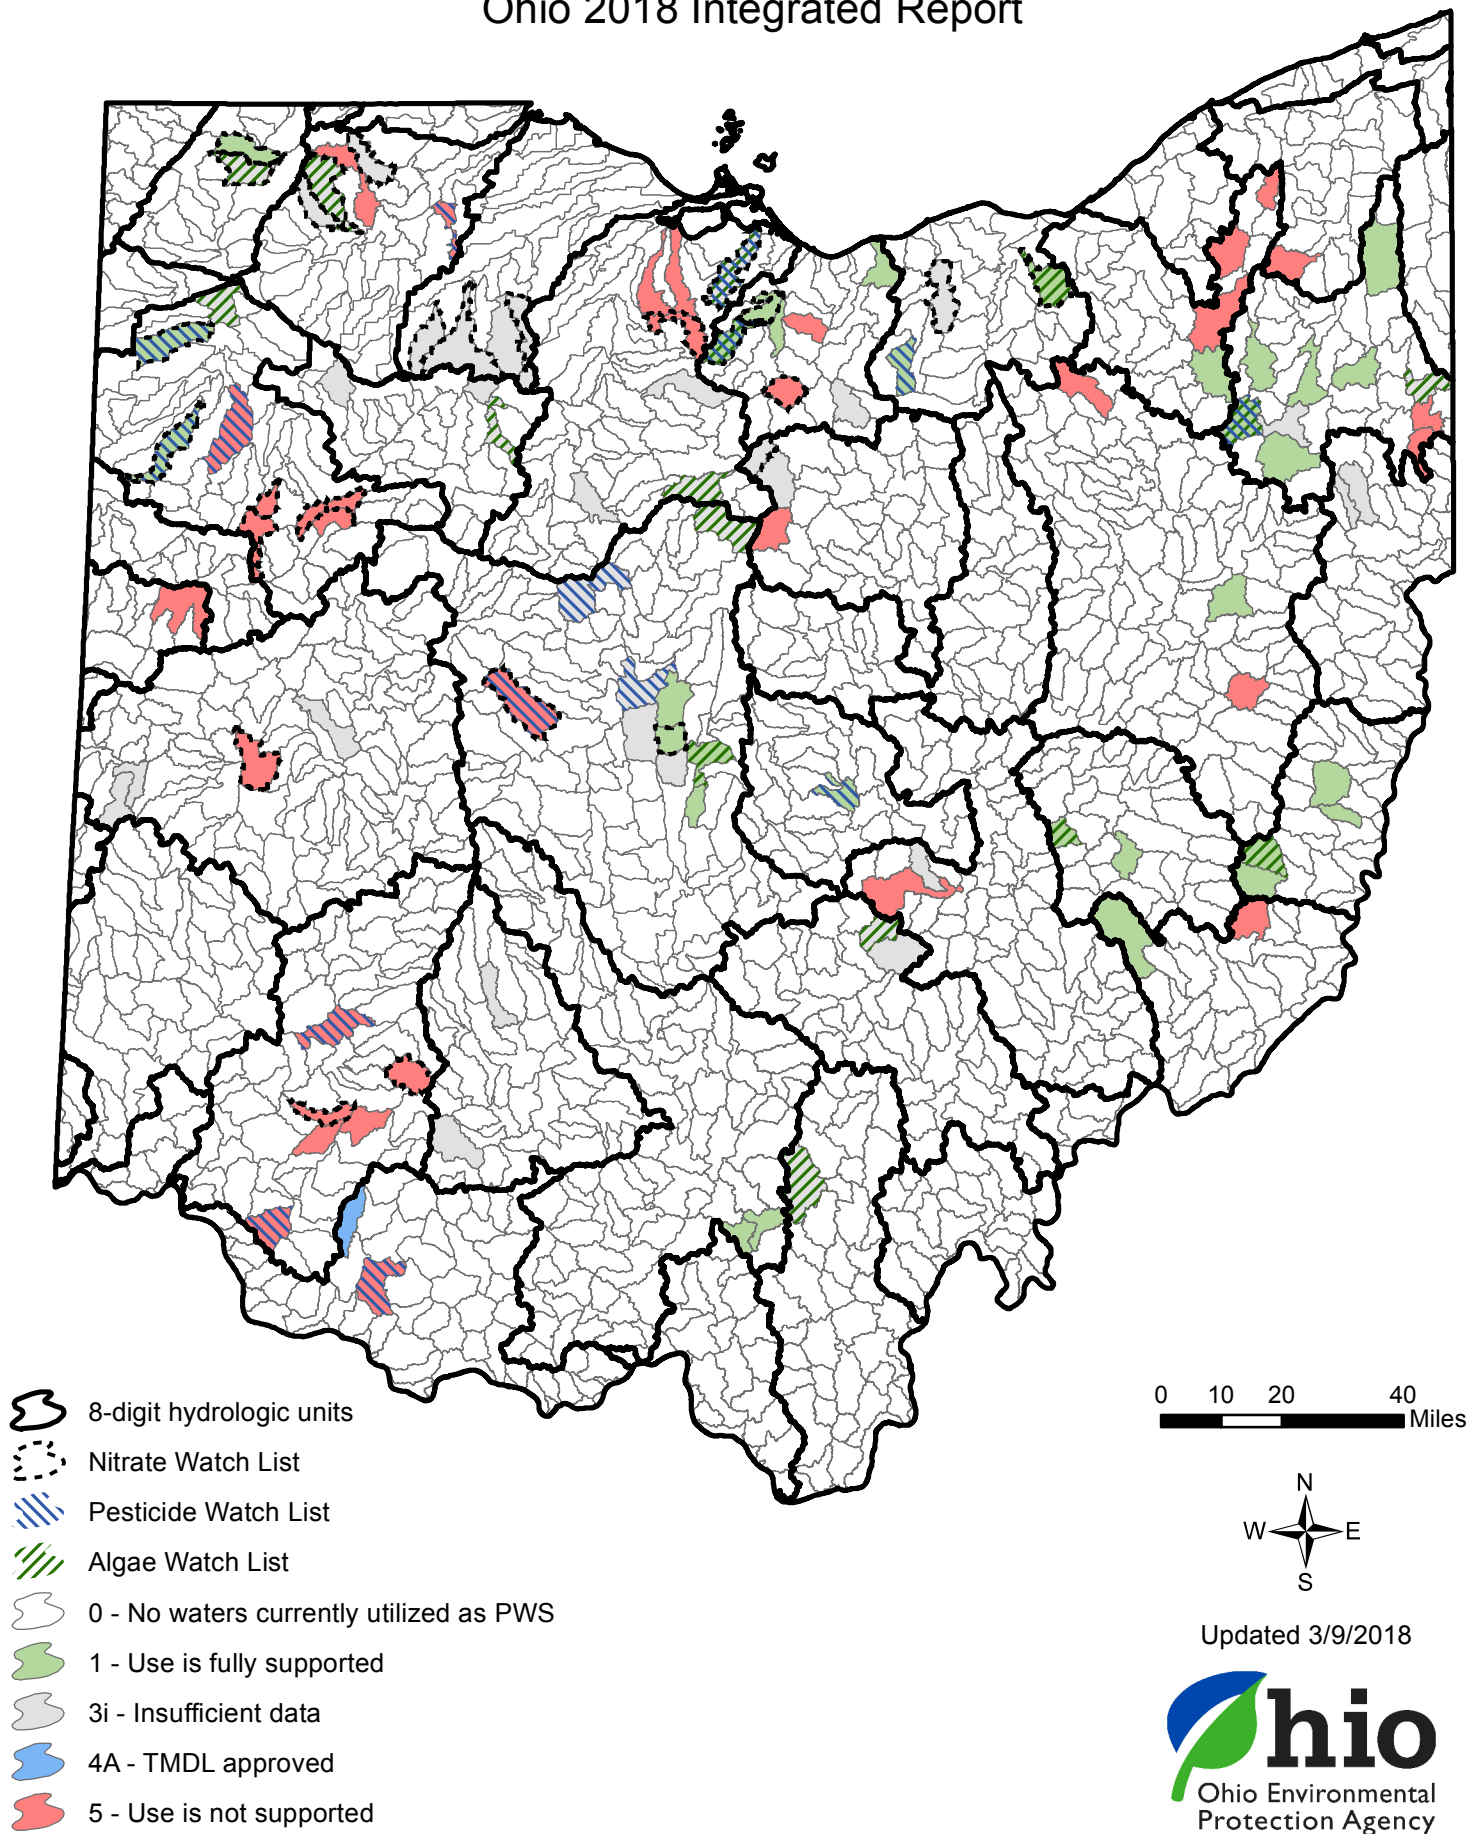 Ohio 2018 Integrated Report
8-digit hydrologic units
Nitrate Watch List
Pesticide Watch List
Algae Watch List
0 - No waters currently utilized as PWS
1 - Use is fully supported
3i - Insufficient data
4A - TMDL approved
5 - Use is not supported
0 10 20 40
Miles
N
W E
S
Updated 3/9/2018
Ohio
Ohio Environmental
Protection Agency